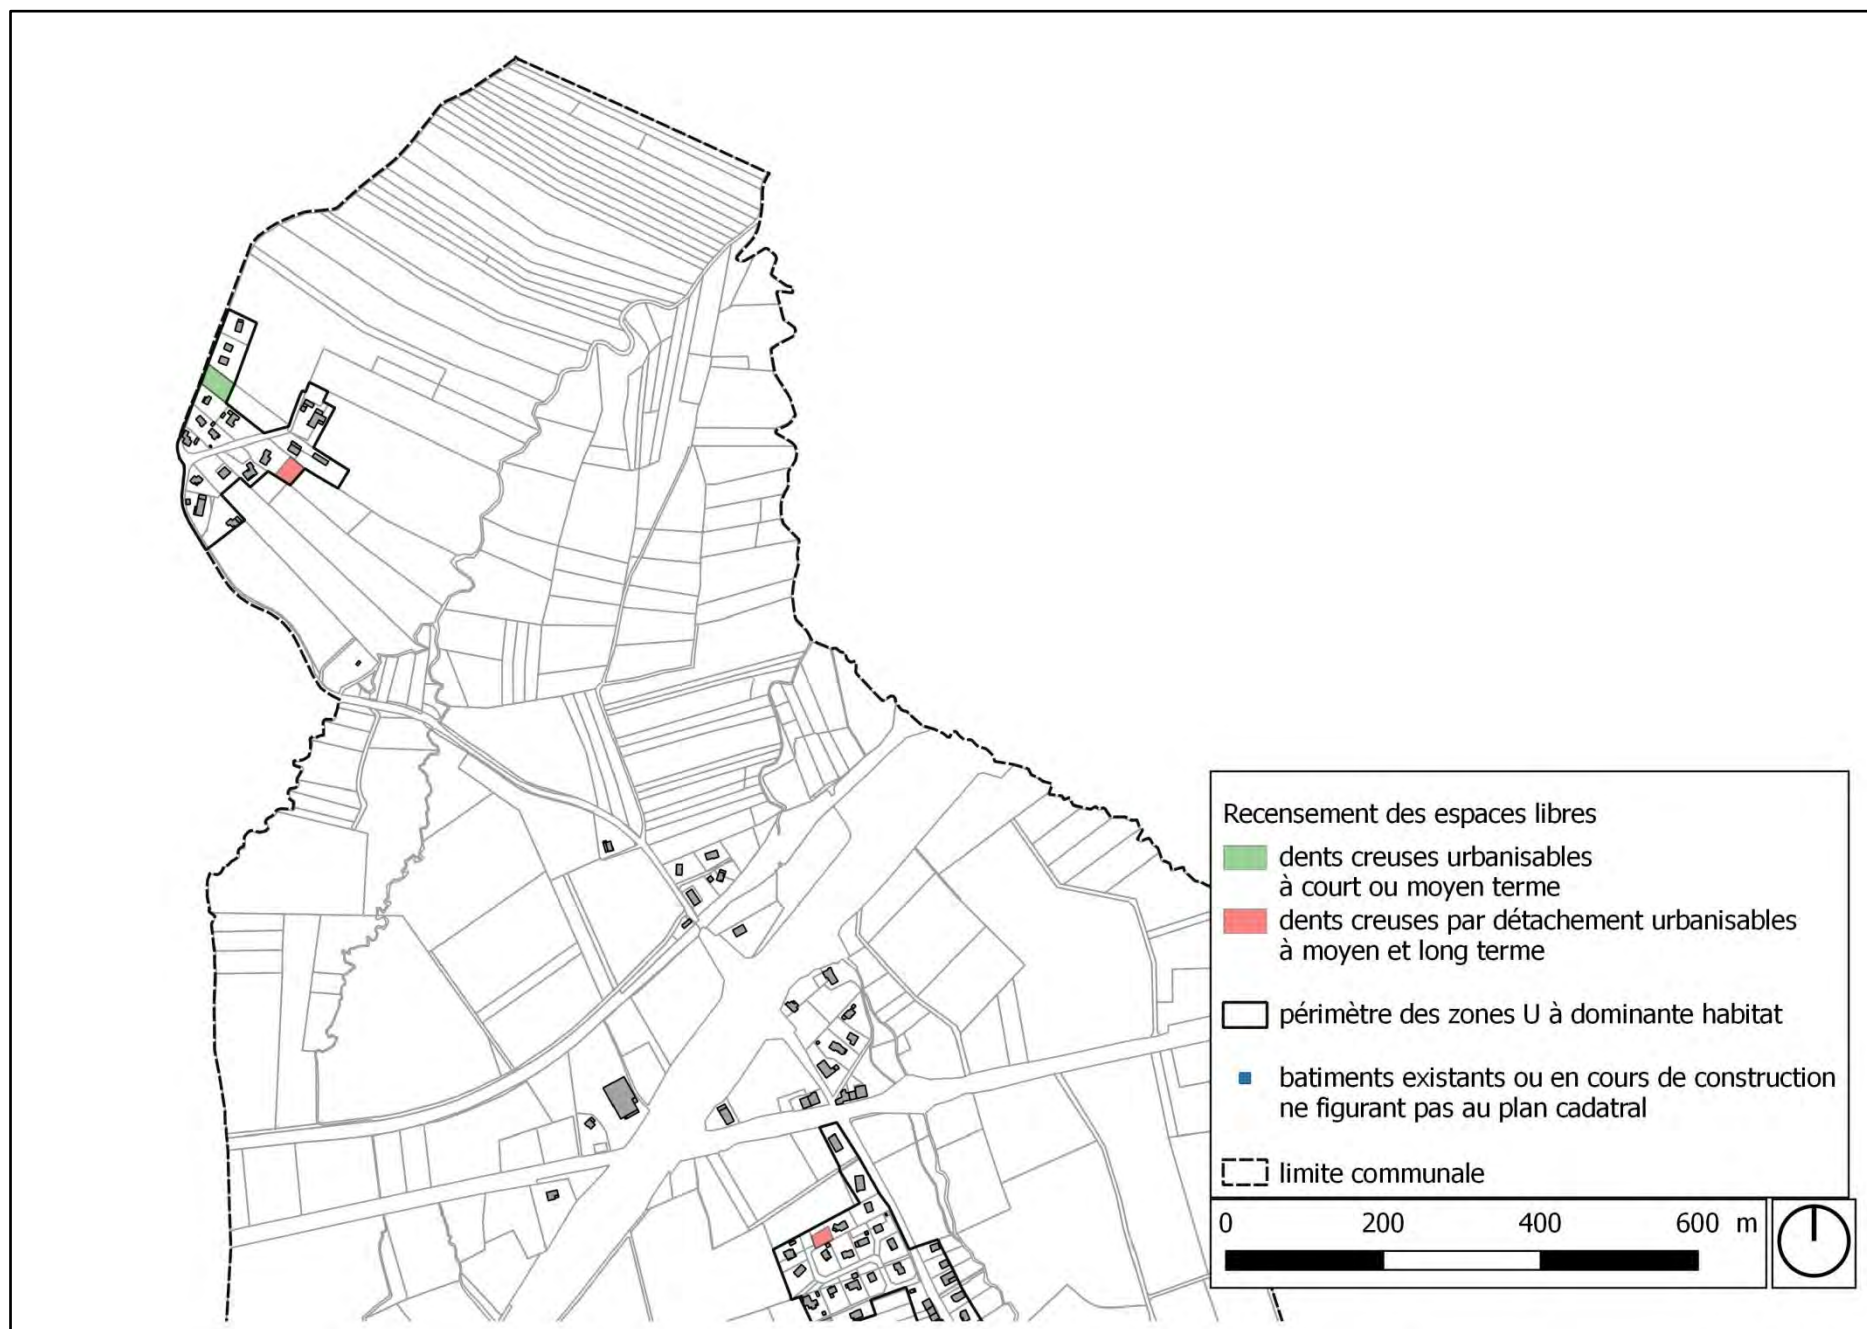 Recensement des espaces libres
dents creuses urbanisables
à court ou moyen terme
dents creuses par détachement urbanisables
à moyen et long terme
périmètre des zones U à dominante habitat
batiments existants ou en cours de construction
ne figurant pas au plan cadatral
limite communale
0 200 400 600 m